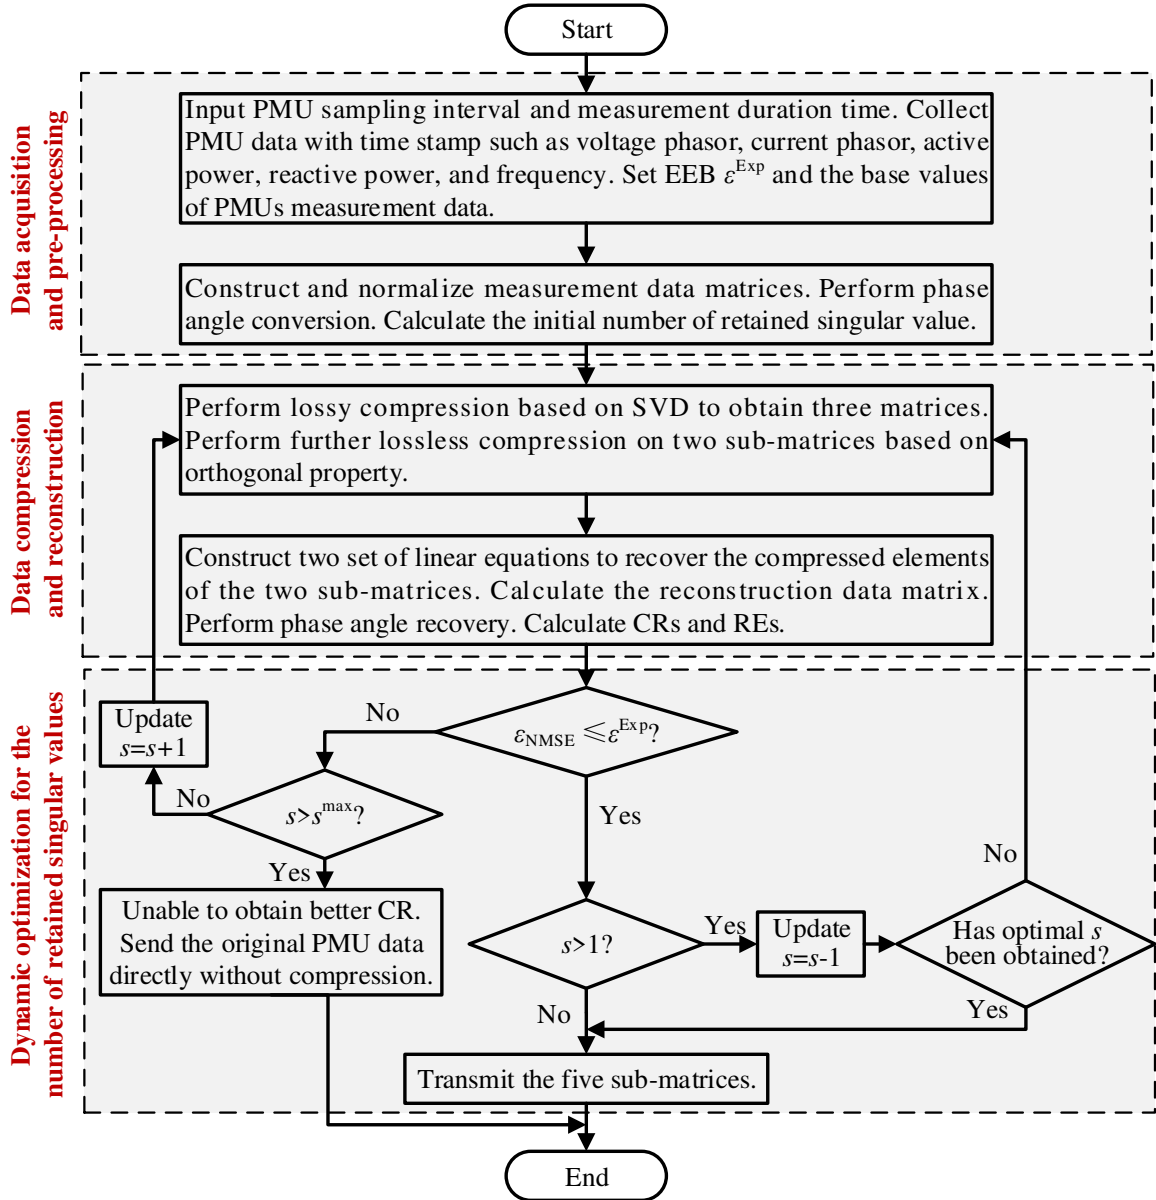 Start
Data acquisition
and pre-processing
Input PMU sampling interval and measurement duration time. Collect
PMU data with time stamp such as voltage phasor, current phasor, active
power, reactive power, and frequency. Set EEB ε^Exp and the base values
of PMUs measurement data.
Construct and normalize measurement data matrices. Perform phase
angle conversion. Calculate the initial number of retained singular value.
Data compression
and reconstruction
Perform lossy compression based on SVD to obtain three matrices.
Perform further lossless compression on two sub-matrices based on
orthogonal property.
Construct two set of linear equations to recover the compressed elements
of the two sub-matrices. Calculate the reconstruction data matrix.
Perform phase angle recovery. Calculate CRs and REs.
Dynamic optimization for the
number of retained singular values
ε_NMSE ⩽ε^Exp?
No
Yes
Update
s=s+1
No
s>s^max?
Yes
Unable to obtain better CR.
Send the original PMU data
directly without compression.
s>1?
Yes
No
Update
s=s-1
Has optimal s
been obtained?
No
Yes
Transmit the five sub-matrices.
End